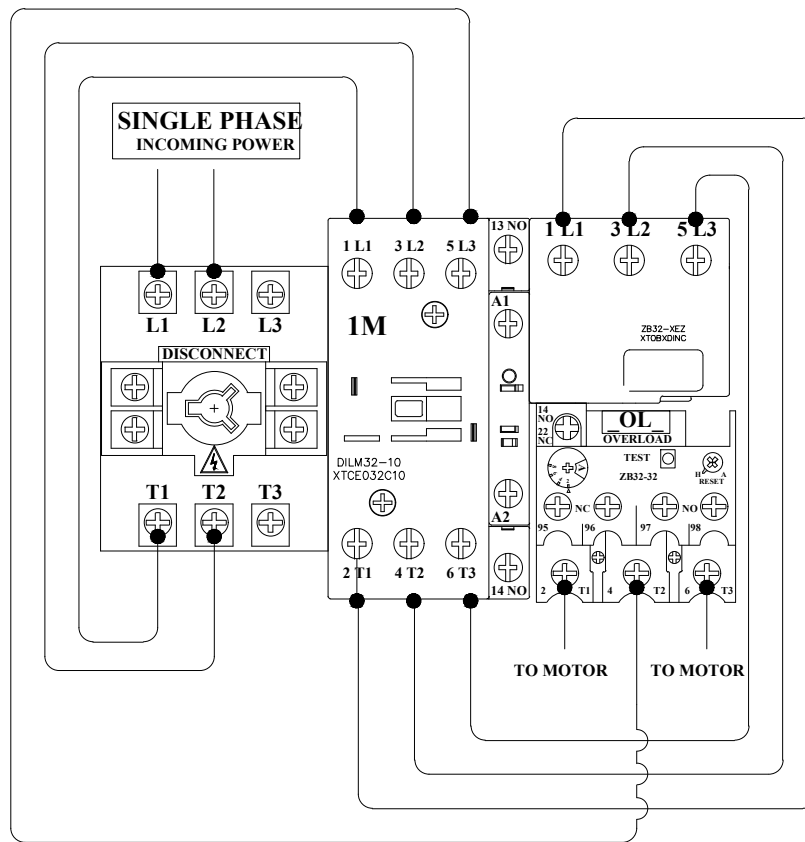 SINGLE PHASE
INCOMING POWER
L1 L2 L3
DISCONNECT
T1 T2 T3
1 L1 3 L2 5 L3
1M
DILM32-10
XTCE032C10
2 T1 4 T2 6 T3
13 NO
A1
A2
14 NO
1 L1 3 L2 5 L3
ZB32-XEZ
XTOBXDINC
14
NO
22
NC
_OL_
OVERLOAD
TEST
ZB32-32
H A
RESET
NC NO
95 96 97 98
2 T1 4 T2 6 T3
TO MOTOR TO MOTOR